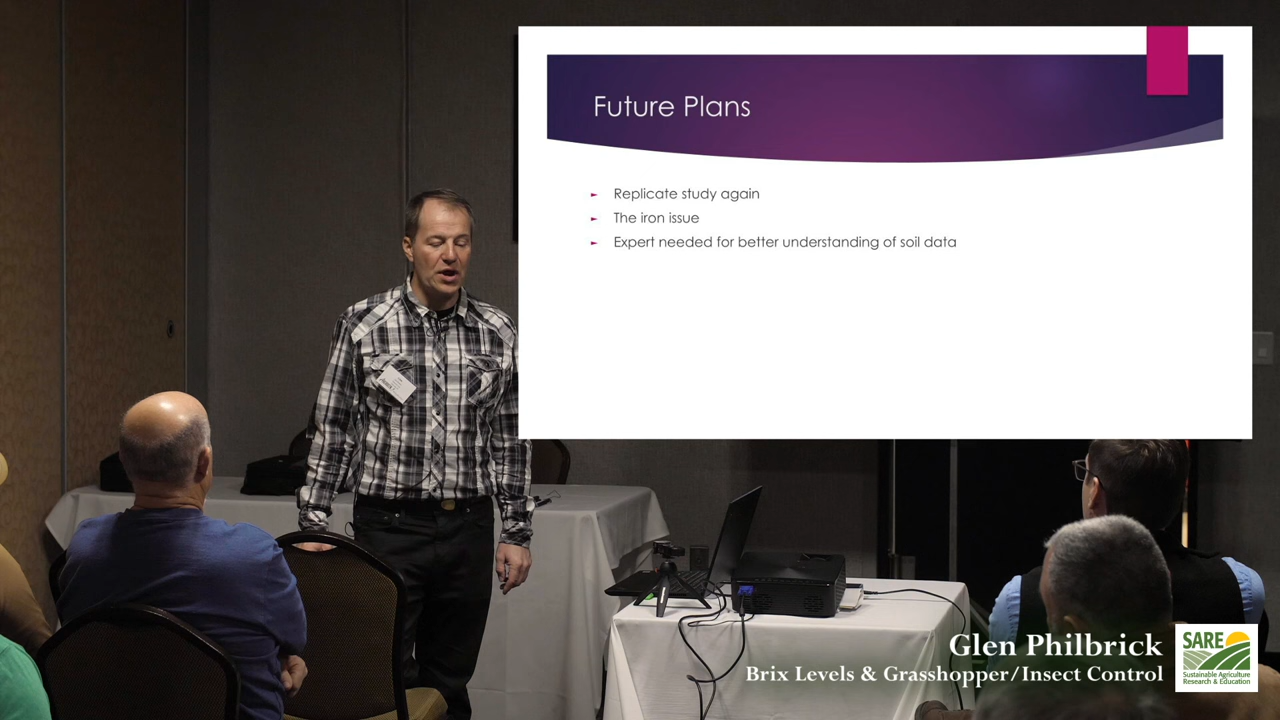 Future Plans
Replicate study again
The iron issue
Expert needed for better understanding of soil data
Glen Philbrick
Brix Levels & Grasshopper/Insect Control
SARE
Sustainable Agriculture
Research & Education